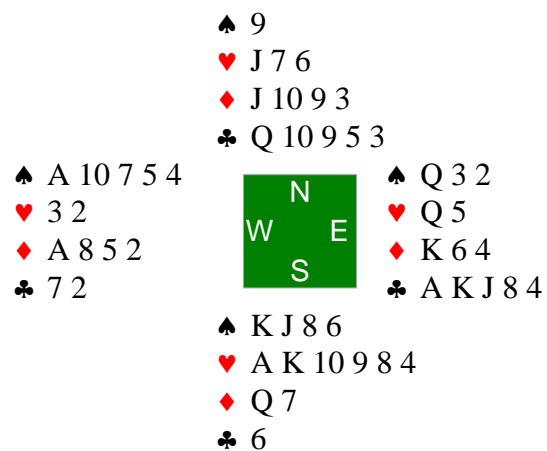 ♠ 9
♥ J 7 6
♦ J 10 9 3
♣ Q 10 9 5 3
♠ A 10 7 5 4
♥ 3 2
♦ A 8 5 2
♣ 7 2
N
W E
S
♠ Q 3 2
♥ Q 5
♦ K 6 4
♣ A K J 8 4
♠ K J 8 6
♥ A K 10 9 8 4
♦ Q 7
♣ 6